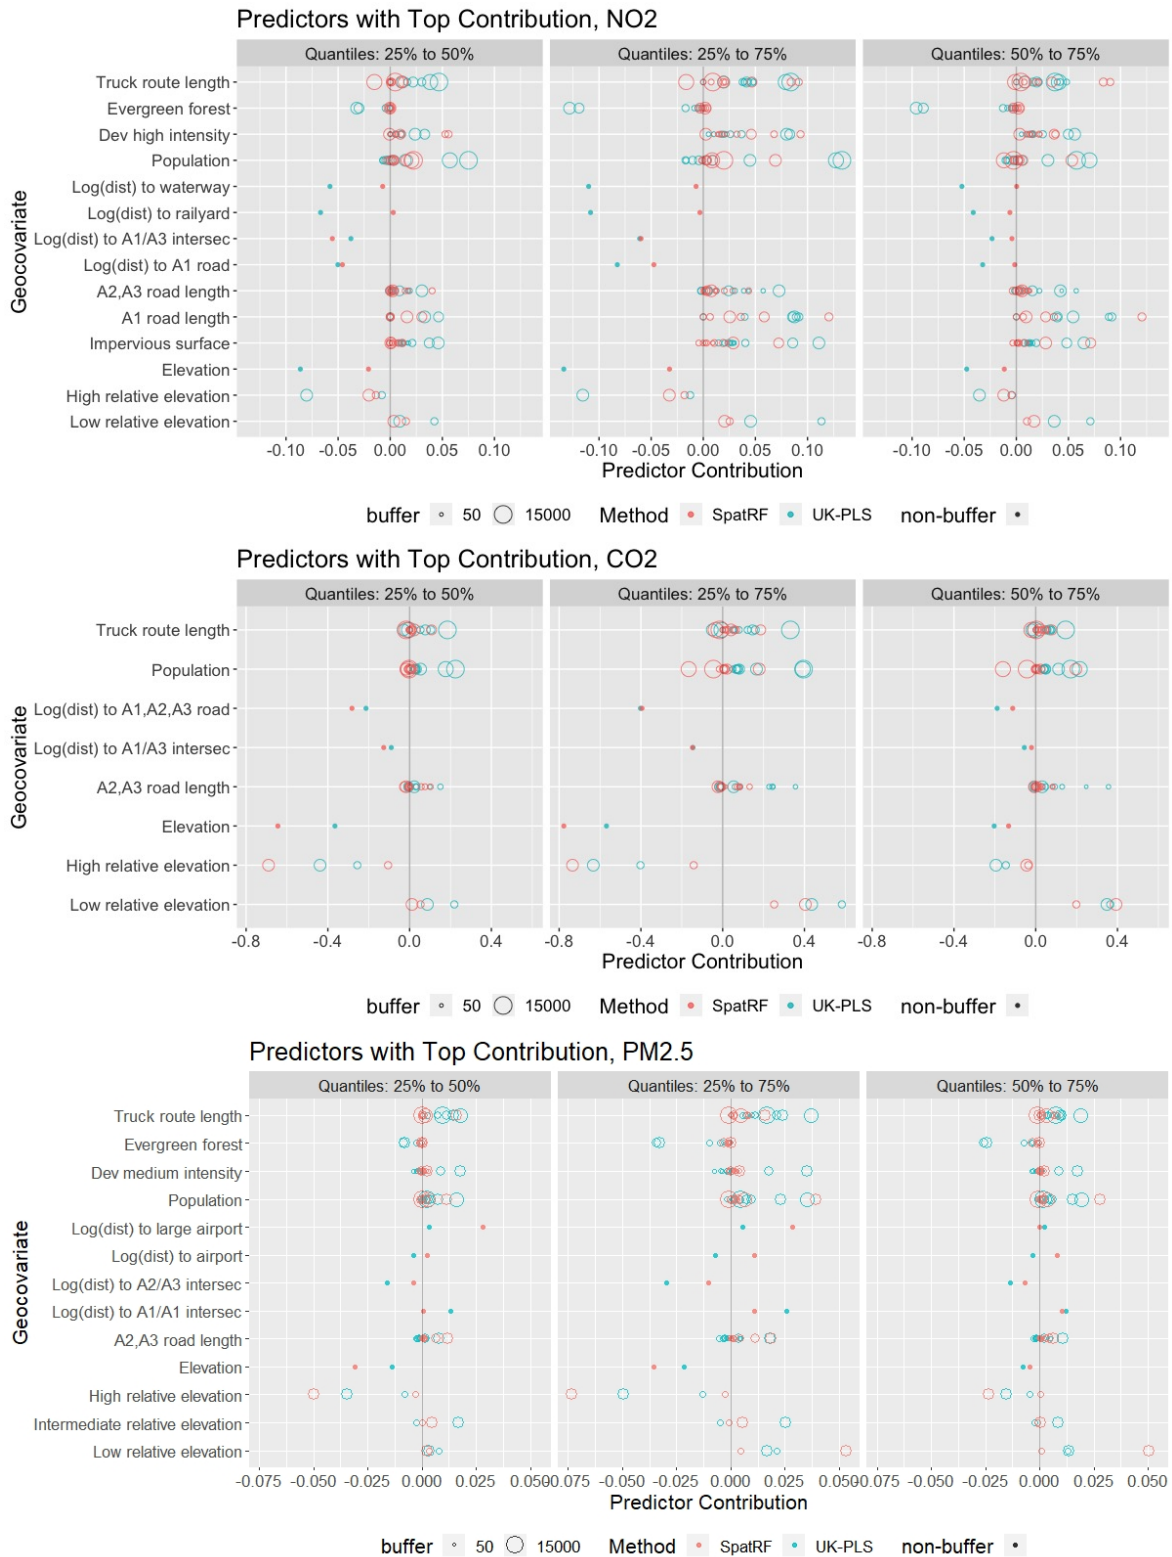 Predictors with Top Contribution, NO2
Quantiles: 25% to 50%
Quantiles: 25% to 75%
Quantiles: 50% to 75%
Geocovariate
Truck route length
Evergreen forest
Dev high intensity
Population
Log(dist) to waterway
Log(dist) to railyard
Log(dist) to A1/A3 intersec
Log(dist) to A1 road
A2,A3 road length
A1 road length
Impervious surface
Elevation
High relative elevation
Low relative elevation
-0.10 -0.05 0.00 0.05 0.10
-0.10 -0.05 0.00 0.05 0.10
-0.10 -0.05 0.00 0.05 0.10
Predictor Contribution
buffer 50 15000 Method SpatRF UK-PLS non-buffer
Predictors with Top Contribution, CO2
Quantiles: 25% to 50%
Quantiles: 25% to 75%
Quantiles: 50% to 75%
Geocovariate
Truck route length
Population
Log(dist) to A1,A2,A3 road
Log(dist) to A1/A3 intersec
A2,A3 road length
Elevation
High relative elevation
Low relative elevation
-0.8 -0.4 0.0 0.4
-0.8 -0.4 0.0 0.4
-0.8 -0.4 0.0 0.4
Predictor Contribution
buffer 50 15000 Method SpatRF UK-PLS non-buffer
Predictors with Top Contribution, PM2.5
Quantiles: 25% to 50%
Quantiles: 25% to 75%
Quantiles: 50% to 75%
Geocovariate
Truck route length
Evergreen forest
Dev medium intensity
Population
Log(dist) to large airport
Log(dist) to airport
Log(dist) to A2/A3 intersec
Log(dist) to A1/A1 intersec
A2,A3 road length
Elevation
High relative elevation
Intermediate relative elevation
Low relative elevation
-0.075 -0.050 -0.025 0.000 0.025 0.050
-0.075 -0.050 -0.025 0.000 0.025 0.050
-0.075 -0.050 -0.025 0.000 0.025 0.050
Predictor Contribution
buffer 50 15000 Method SpatRF UK-PLS non-buffer